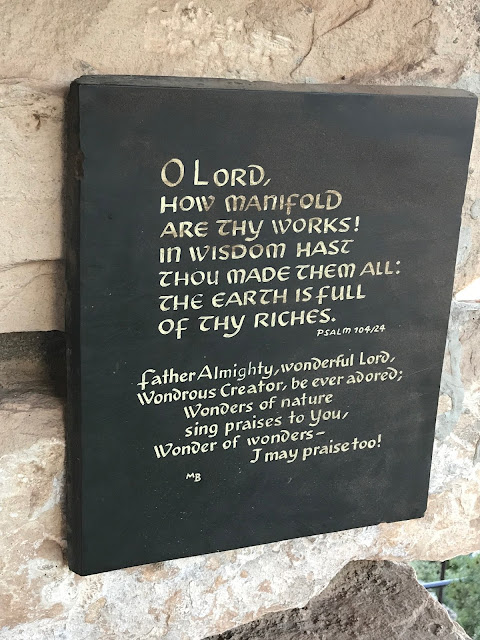 O LORD,
HOW MANIFOLD
ARE THY WORKS!
IN WISDOM HAST
THOU MADE THEM ALL:
THE EARTH IS FULL
OF THY RICHES.
PSALM 104/24
Father Almighty, wonderful Lord,
Wondrous Creator, be ever adored;
Wonders of nature
sing praises to You,
Wonder of wonders–
I may praise too!
MB